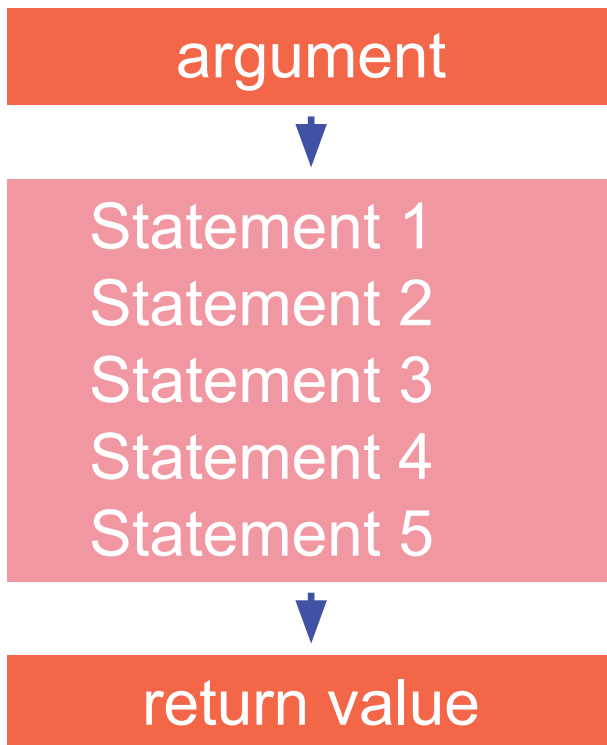 argument
Statement 1
Statement 2
Statement 3
Statement 4
Statement 5
return value